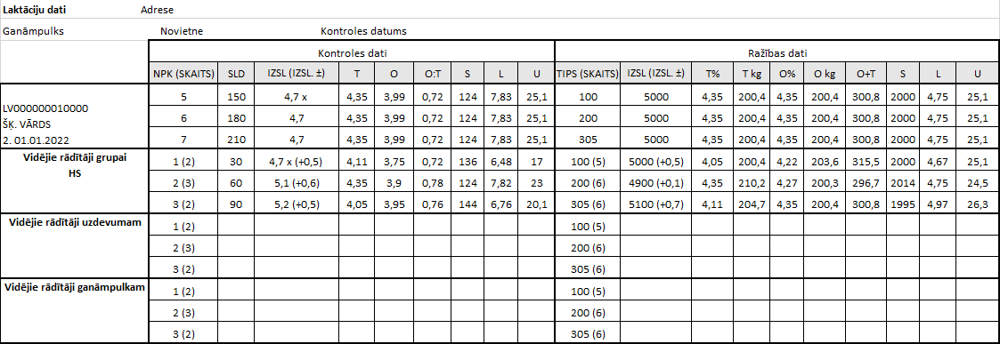 Laktāciju dati Adrese
Ganāmpulks Novietne Kontroles datums
Kontroles dati Ražības dati
NPK (SKAITS) SLD IZSL (IZSL. ±) T O O:T S L U TIPS (SKAITS) IZSL (IZSL. ±) T% T kg O% O kg O+T S L U
LV000000010000
ŠĶ. VĀRDS
2. 01.01.2022
5 150 4,7 x 4,35 3,99 0,72 124 7,83 25,1 100 5000 4,35 200,4 4,35 200,4 300,8 2000 4,75 25,1
6 180 4,7 4,35 3,99 0,72 124 7,83 25,1 200 5000 4,35 200,4 4,35 200,4 300,8 2000 4,75 25,1
7 210 4,7 4,35 3,99 0,72 124 7,83 25,1 305 5000 4,35 200,4 4,35 200,4 300,8 2000 4,75 25,1
Vidējie rādītāji grupai
HS
1 (2) 30 4,7 x (+0,5) 4,11 3,75 0,72 136 6,48 17 100 (5) 5000 (+0,5) 4,05 200,4 4,22 203,6 315,5 2000 4,67 25,1
2 (3) 60 5,1 (+0,6) 4,35 3,9 0,78 124 7,82 23 200 (6) 4900 (+0,1) 4,35 210,2 4,27 200,3 296,7 2014 4,75 24,5
3 (2) 90 5,2 (+0,5) 4,05 3,95 0,76 144 6,76 20,1 305 (6) 5100 (+0,7) 4,11 204,7 4,35 200,4 300,8 1995 4,97 26,3
Vidējie rādītāji uzdevumam
1 (2) 100 (5)
2 (3) 200 (6)
3 (2) 305 (6)
Vidējie rādītāji ganāmpulkam
1 (2) 100 (5)
2 (3) 200 (6)
3 (2) 305 (6)